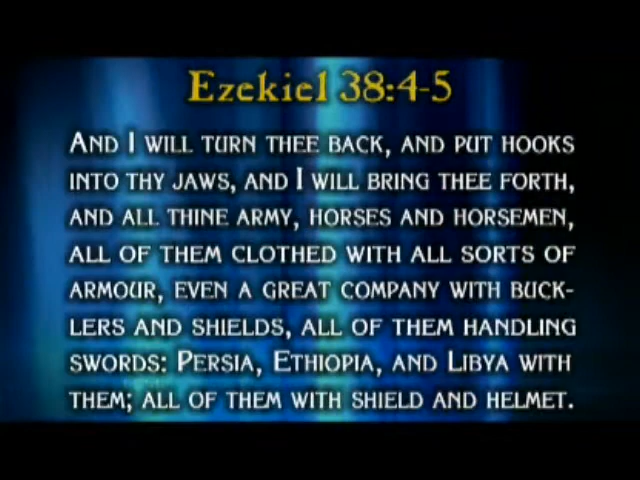 Ezekiel 38:4-5
And I will turn thee back, and put hooks
into thy jaws, and I will bring thee forth,
and all thine army, horses and horsemen,
all of them clothed with all sorts of
armour, even a great company with buck-
lers and shields, all of them handling
swords: Persia, Ethiopia, and Libya with
them; all of them with shield and helmet.